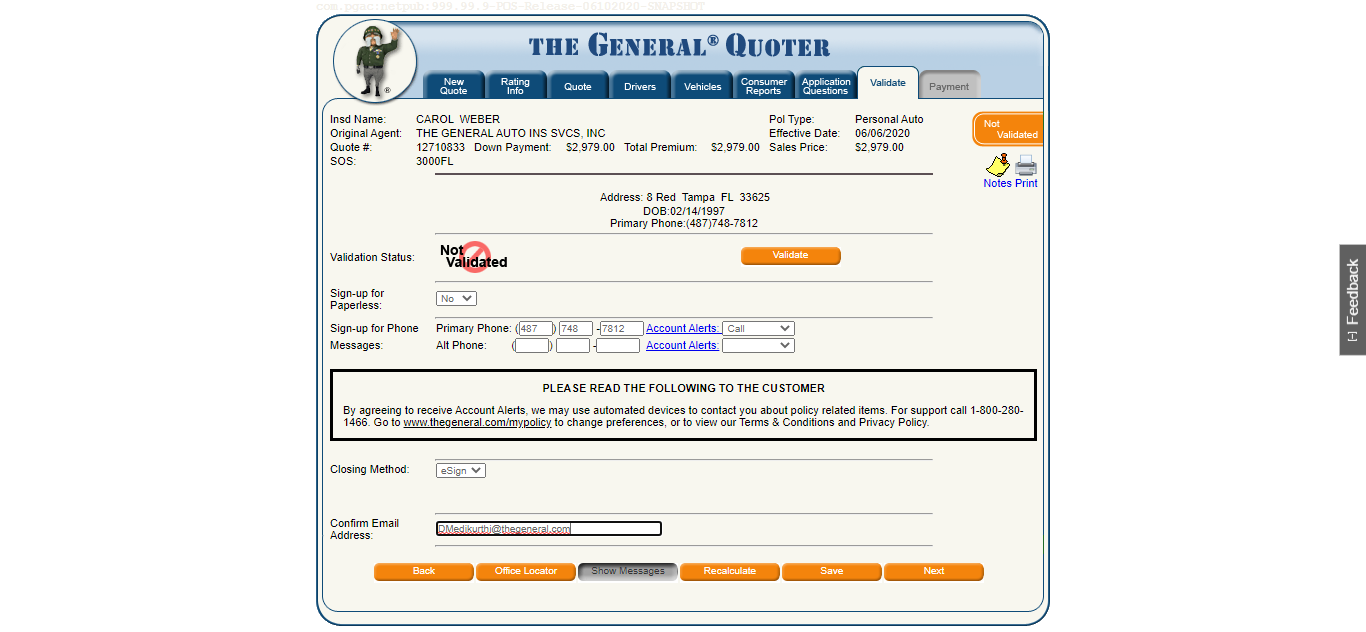 com.pgac:netpub:999.99.9-POS-Release-06102020-SNAPSHOT
THE GENERAL® QUOTER
New Quote Rating Info Quote Drivers Vehicles Consumer Reports Application Questions Validate Payment
Insd Name: CAROL WEBER Pol Type: Personal Auto
Not Validated
Original Agent: THE GENERAL AUTO INS SVCS, INC Effective Date: 06/06/2020
Quote #: 12710833 Down Payment: $2,979.00 Total Premium: $2,979.00 Sales Price: $2,979.00
SOS: 3000FL
Notes Print
Address: 8 Red Tampa FL 33625
DOB:02/14/1997
Primary Phone:(487)748-7812
Validation Status: Not Validated Validate
Sign-up for
Paperless: No
Sign-up for Phone Primary Phone: (487) 748 -7812 Account Alerts: Call
Messages: Alt Phone: ( ) - Account Alerts:
[-] Feedback
PLEASE READ THE FOLLOWING TO THE CUSTOMER
By agreeing to receive Account Alerts, we may use automated devices to contact you about policy related items. For support call 1-800-280-
1466. Go to www.thegeneral.com/mypolicy to change preferences, or to view our Terms & Conditions and Privacy Policy.
Closing Method: eSign
Confirm Email
Address: DMedikurthi@thegeneral.com
Back Office Locator Show Messages Recalculate Save Next